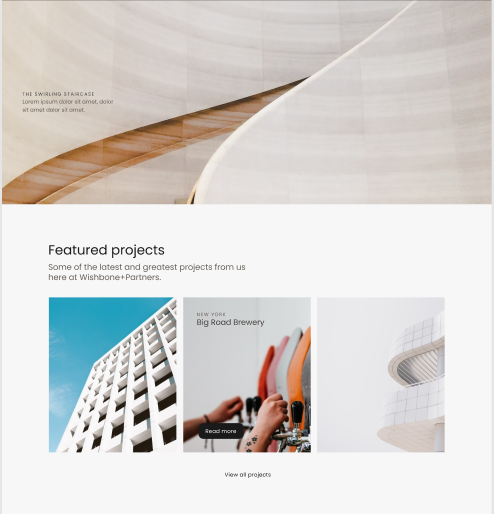 THE SWIRLING STAIRCASE
Lorem ipsum dolor sit amet, dolor
sit amet dolor sit amet.
Featured projects
Some of the latest and greatest projects from us
here at Wishbone+Partners.
NEW YORK
Big Road Brewery
Read more
View all projects